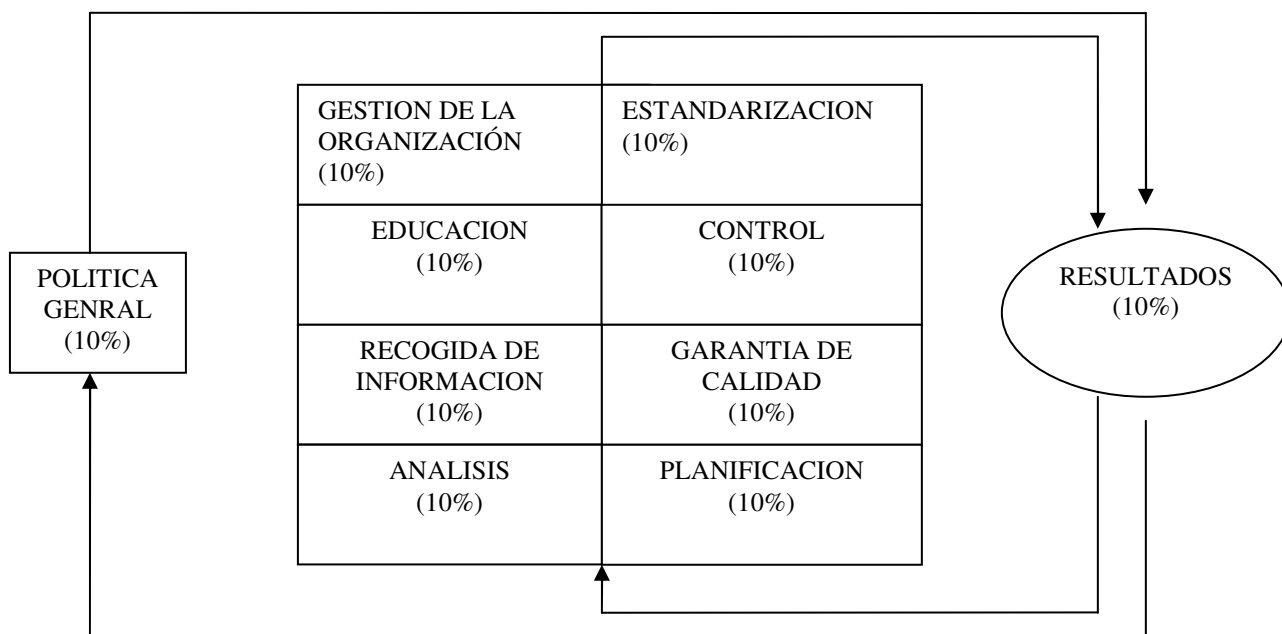 GESTION DE LA
ORGANIZACIÓN
(10%)
ESTANDARIZACION
(10%)
EDUCACION
(10%)
CONTROL
(10%)
POLITICA
GENRAL
(10%)
RESULTADOS
(10%)
RECOGIDA DE
INFORMACION
(10%)
GARANTIA DE
CALIDAD
(10%)
ANALISIS
(10%)
PLANIFICACION
(10%)